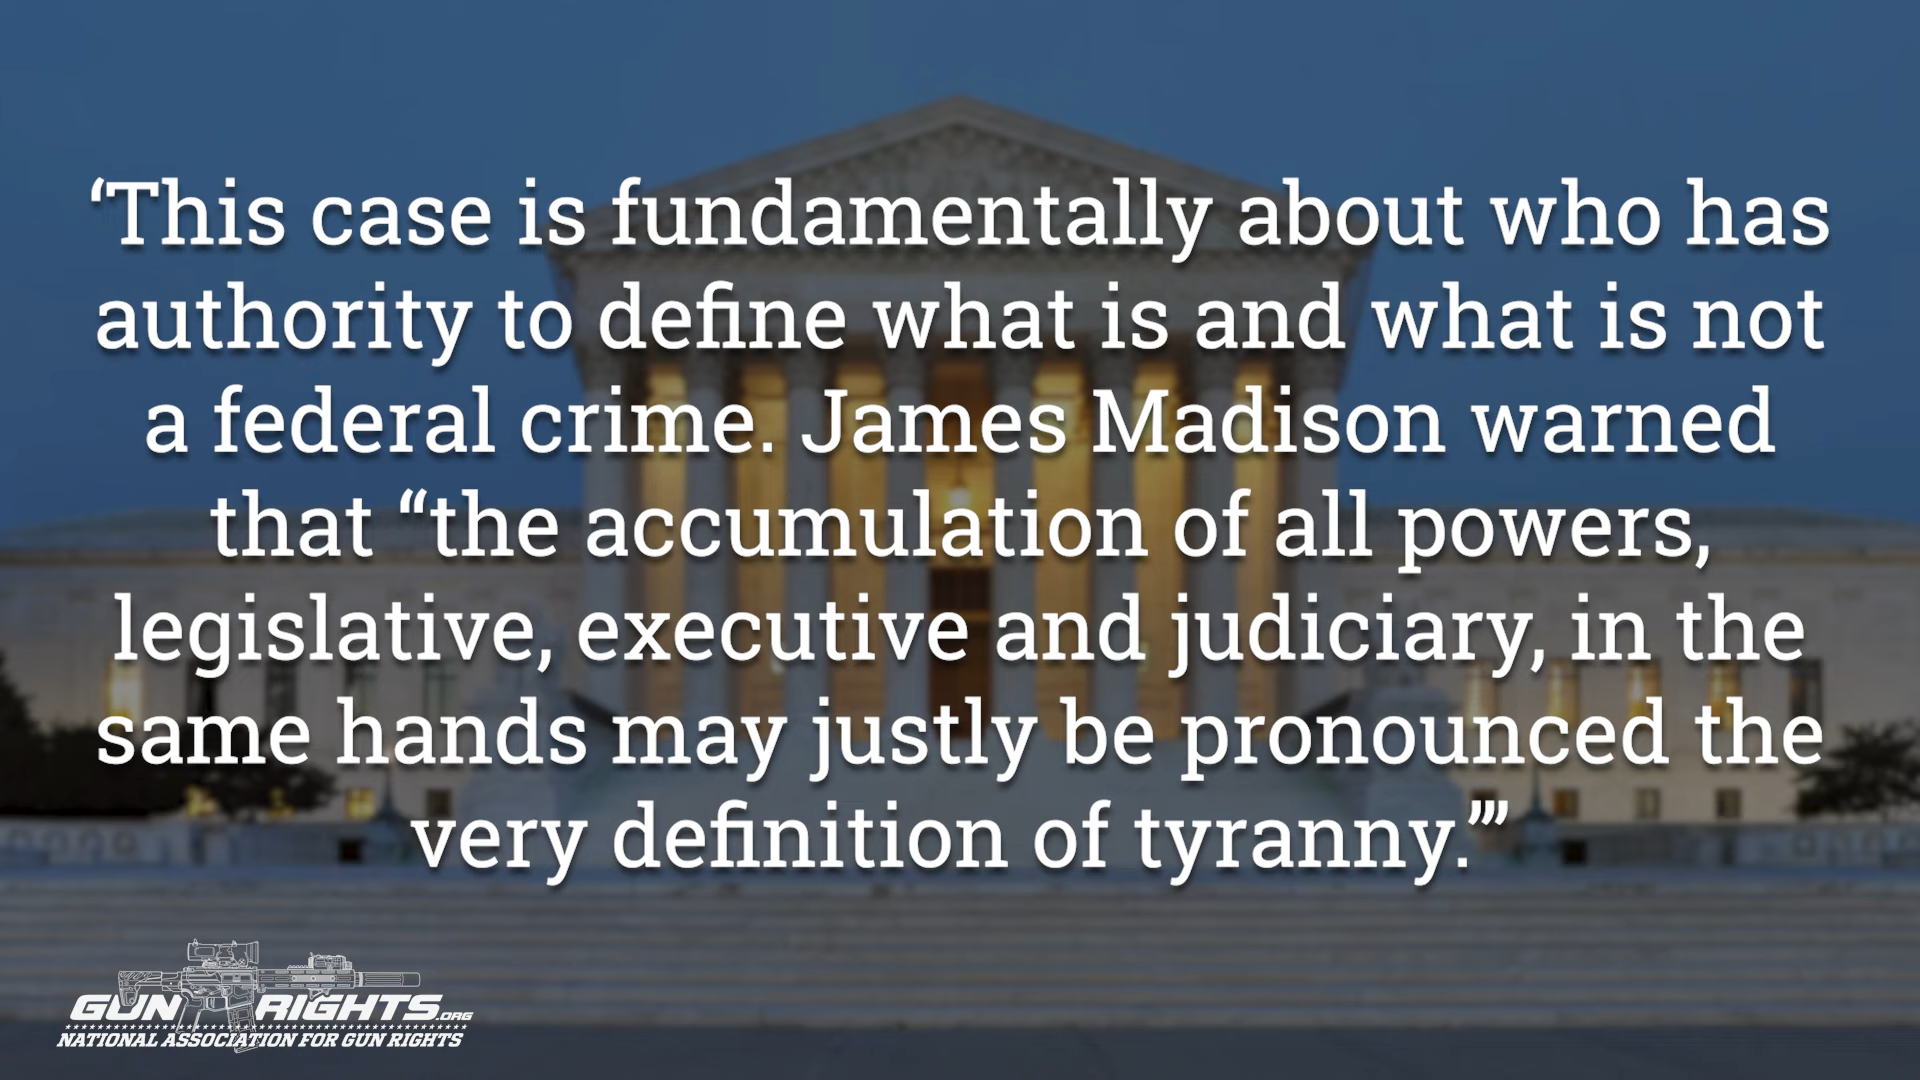 ‘This case is fundamentally about who has
authority to define what is and what is not
a federal crime. James Madison warned
that “the accumulation of all powers,
legislative, executive and judiciary, in the
same hands may justly be pronounced the
very definition of tyranny.”’
GUN RIGHTS.ORG
NATIONAL ASSOCIATION FOR GUN RIGHTS